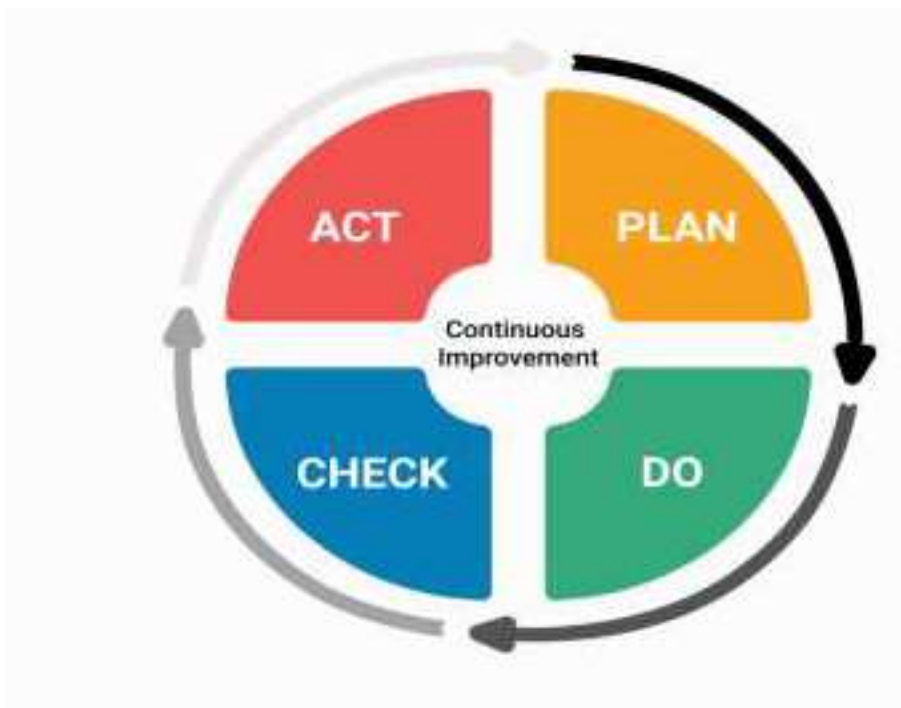 ACT
PLAN
Continuous
Improvement
CHECK
DO